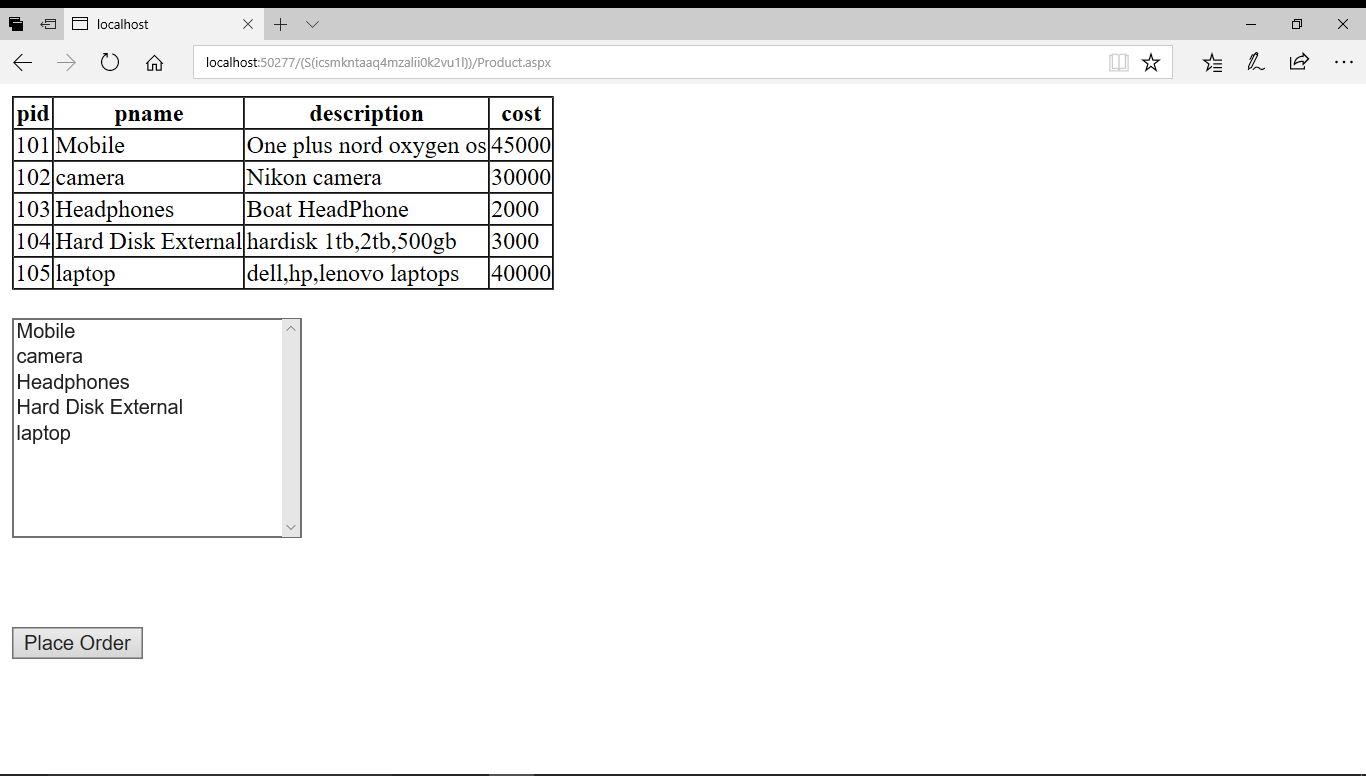 localhost
localhost:50277/(S(icsmkntaaq4mzalii0k2vu1l))/Product.aspx
pid pname description cost
101 Mobile One plus nord oxygen os 45000
102 camera Nikon camera 30000
103 Headphones Boat HeadPhone 2000
104 Hard Disk External hardisk 1tb,2tb,500gb 3000
105 laptop dell,hp,lenovo laptops 40000
Mobile
camera
Headphones
Hard Disk External
laptop
Place Order